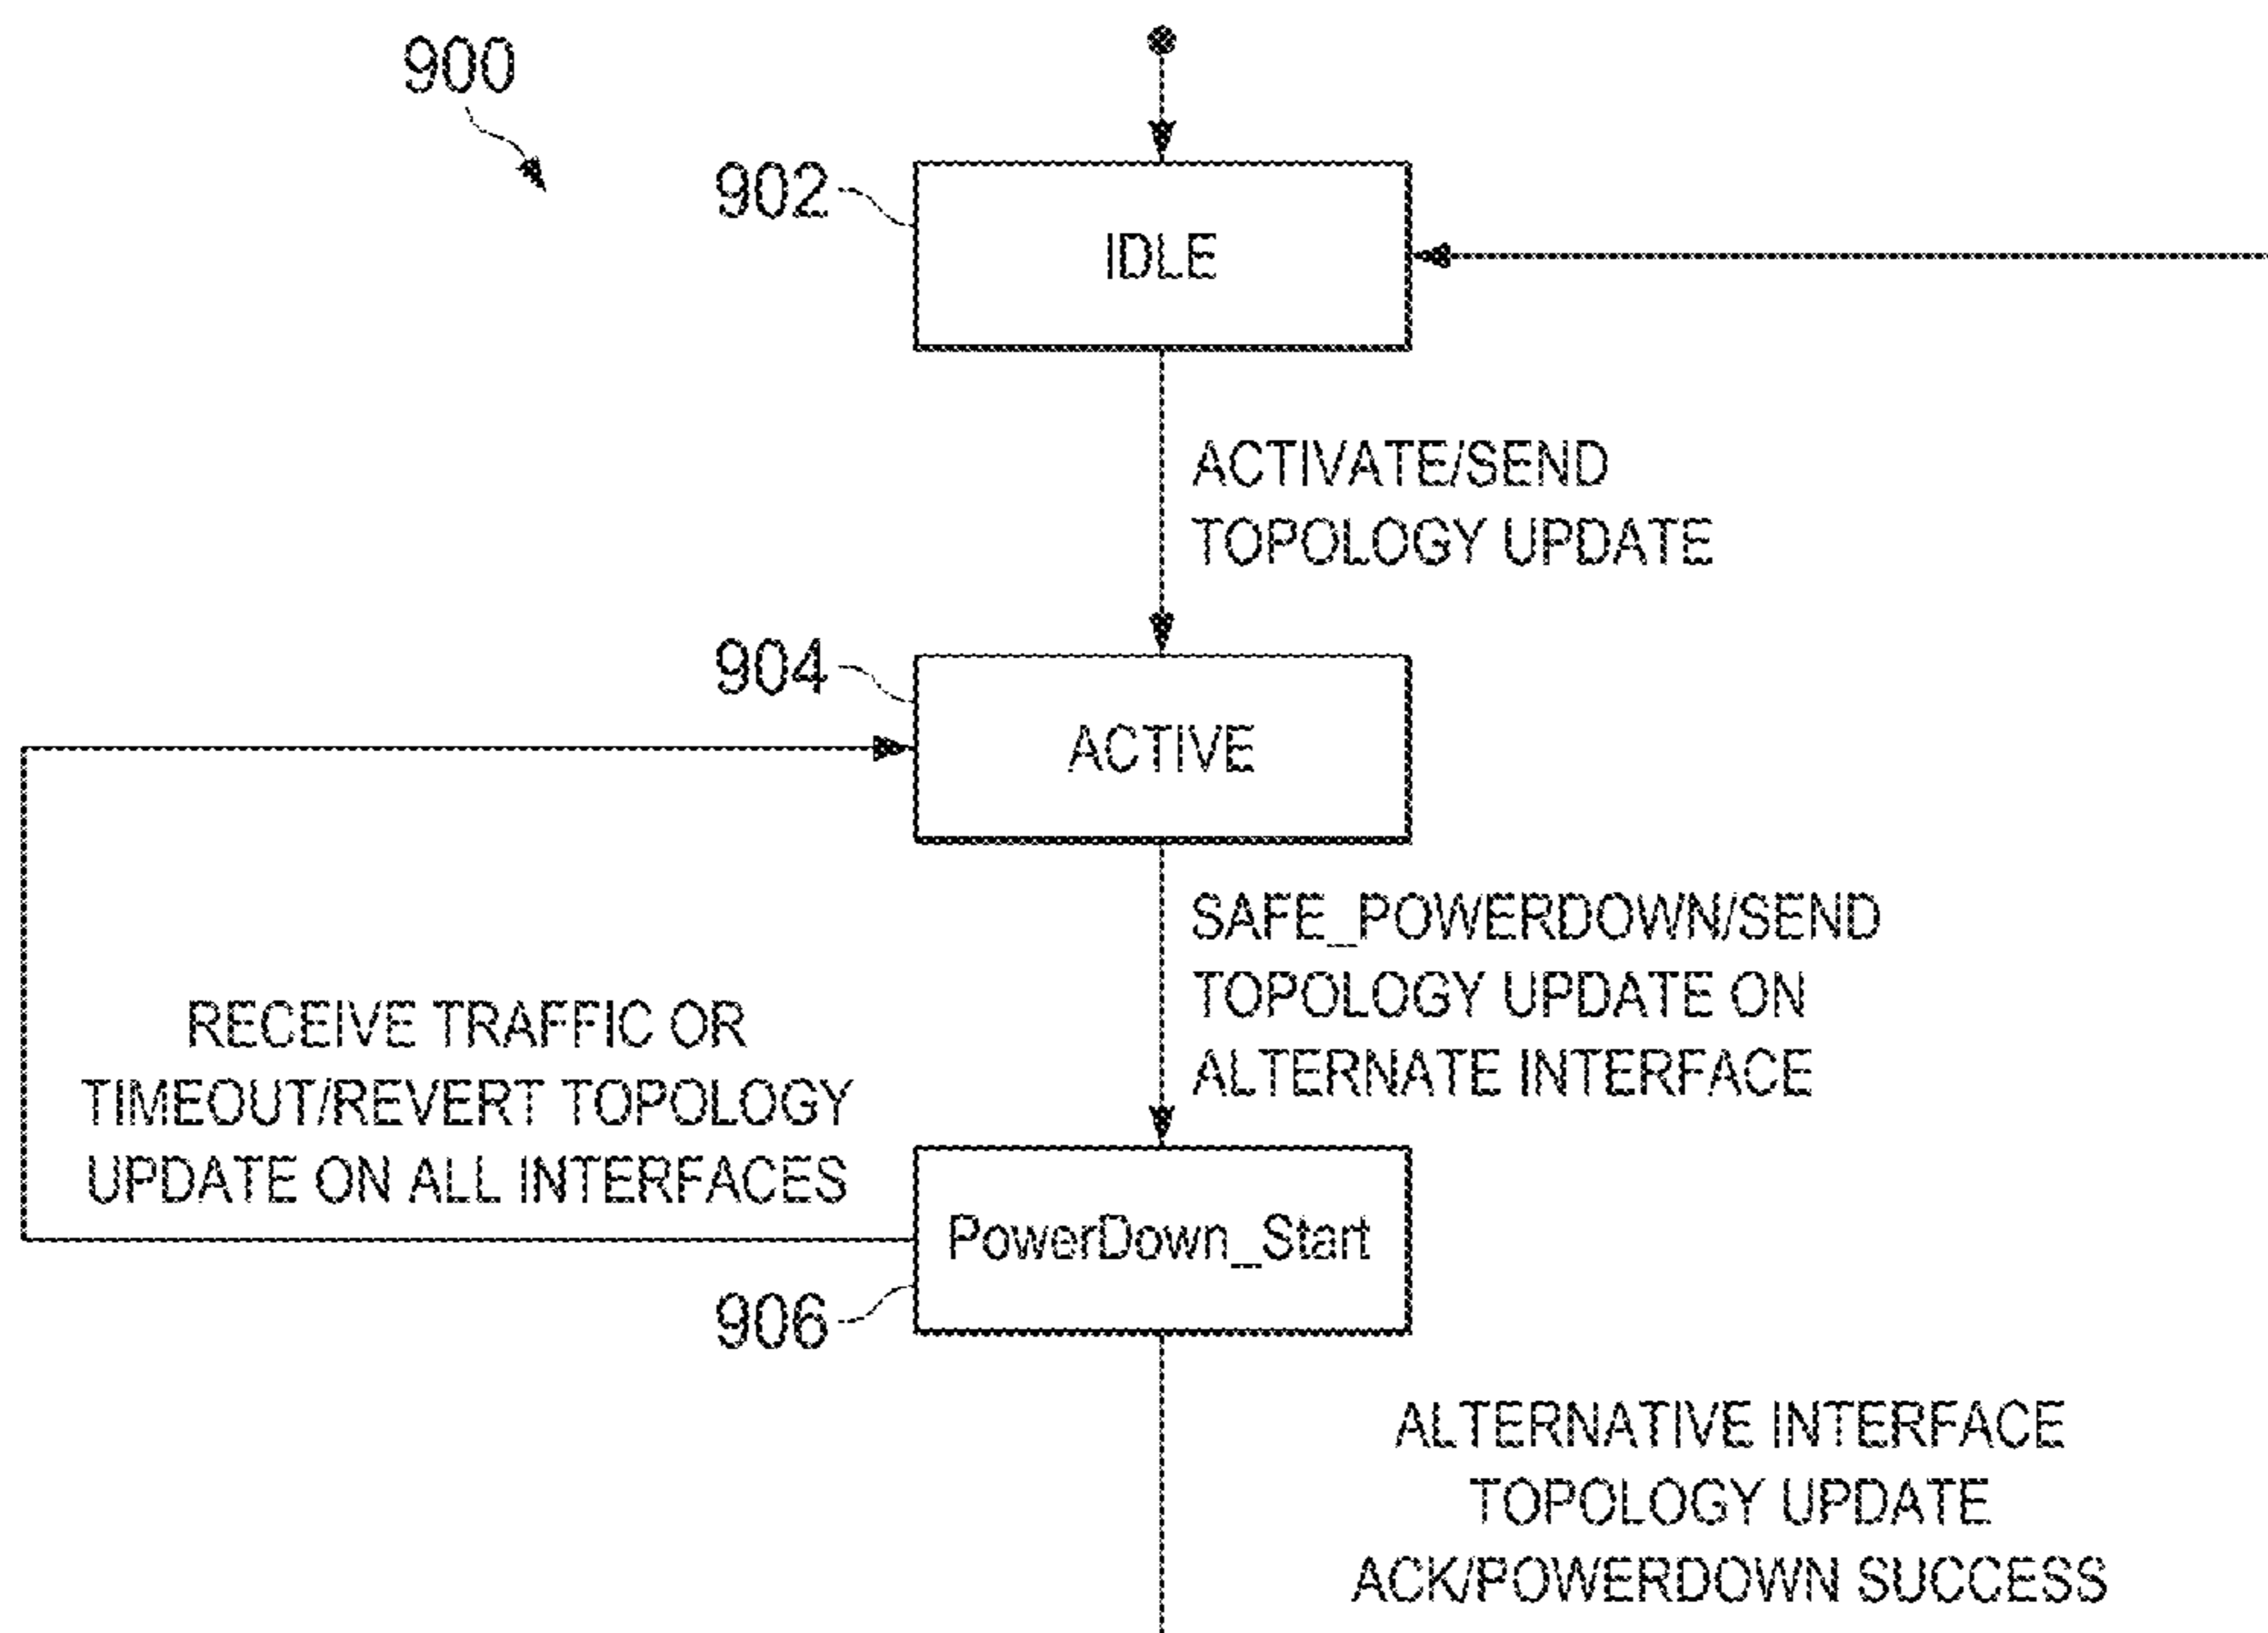 900
902
IDLE
ACTIVATE/SEND
TOPOLOGY UPDATE
904
ACTIVE
SAFE_POWERDOWN/SEND
TOPOLOGY UPDATE ON
ALTERNATE INTERFACE
RECEIVE TRAFFIC OR
TIMEOUT/REVERT TOPOLOGY
UPDATE ON ALL INTERFACES
PowerDown_Start
906
ALTERNATIVE INTERFACE
TOPOLOGY UPDATE
ACK/POWERDOWN SUCCESS